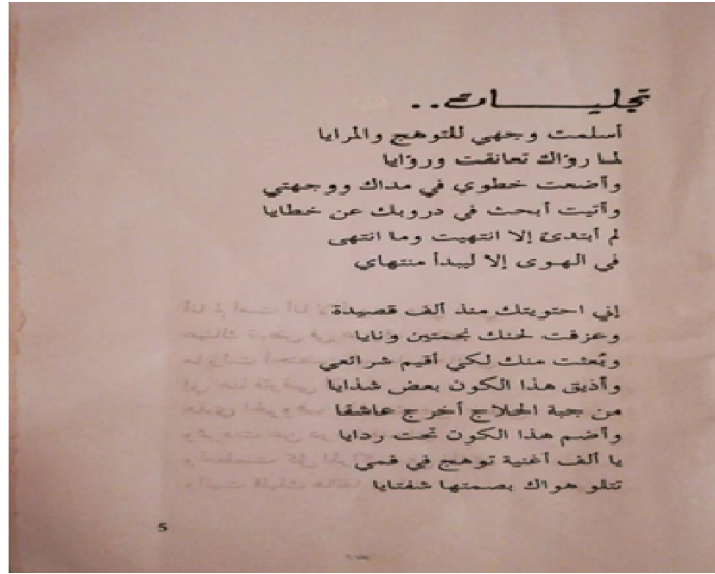 تجليات..
أسلمت وجهي للتوهج والمرايا
لما رؤاك تعانقت ورؤايا
وأضعت خطوي في مداك ووجهتي
وأتيت أبحث في دروبك عن خطايا
لم أبتدئ إلا انتهيت وما انتهى
في الهوى إلا ليبدأ منتهاي
إني احتويتك منذ ألف قصيدة
وعزفت لحنك نجمتين ونايا
وبُعثت منك لكي أقيم شرائعي
وأذيق هذا الكون بعض شذايا
من جبة الحلاج أخرج عاشقا
وأضم هذا الكون تحت ردايا
يا ألف أغنية توهج في فمي
تتلو هواك بصمتها شفتايا
5